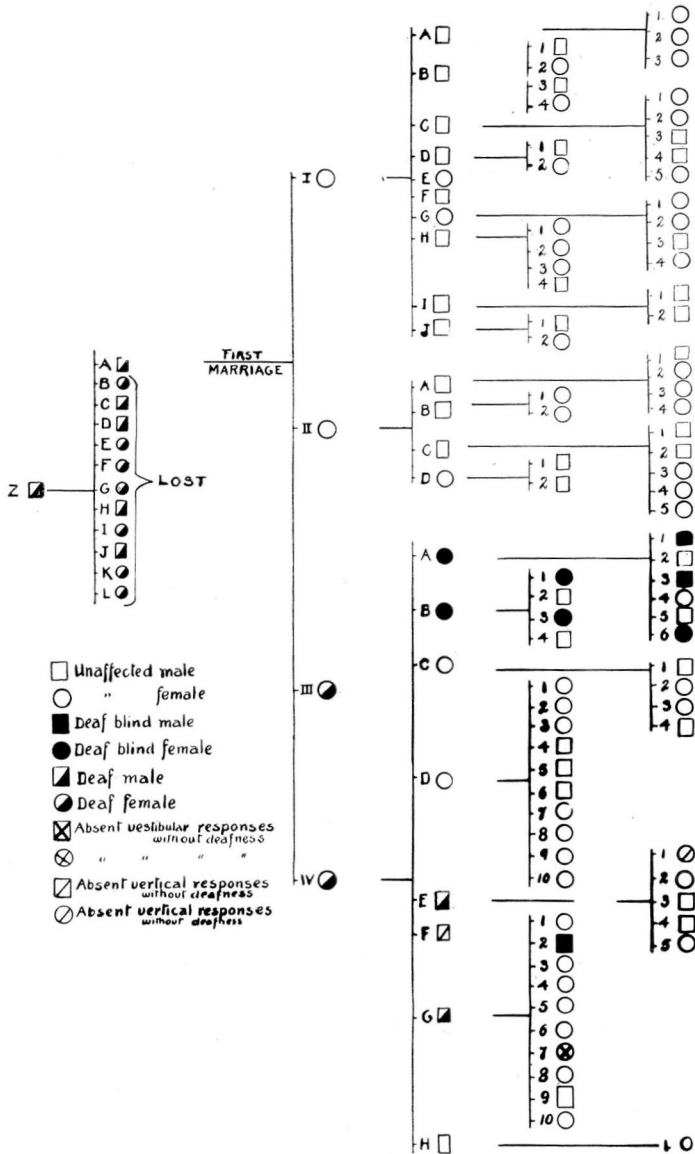 Z
A
B
C
D
E
F
G
H
I
J
K
L
LOST
FIRST
MARRIAGE
I
II
III
IV
A
B
C
D
E
F
G
H
I
J
1
2
3
4
1
2
1
2
3
4
1
2
1
2
3
1
2
3
4
5
1
2
3
4
1
2
A
B
C
D
1
2
1
2
1
2
3
4
1
2
3
4
5
A
B
C
D
E
F
G
H
1
2
3
4
1
2
3
4
5
6
7
8
9
10
1
2
3
4
5
6
7
8
9
10
1
2
3
4
5
6
1
2
3
4
1
2
3
4
5
1
Unaffected male
" female
Deaf blind male
Deaf blind female
Deaf male
Deaf female
Absent vestibular responses
without deafness
" " " "
Absent vertical responses
without deafness
Absent vertical responses
without deafness